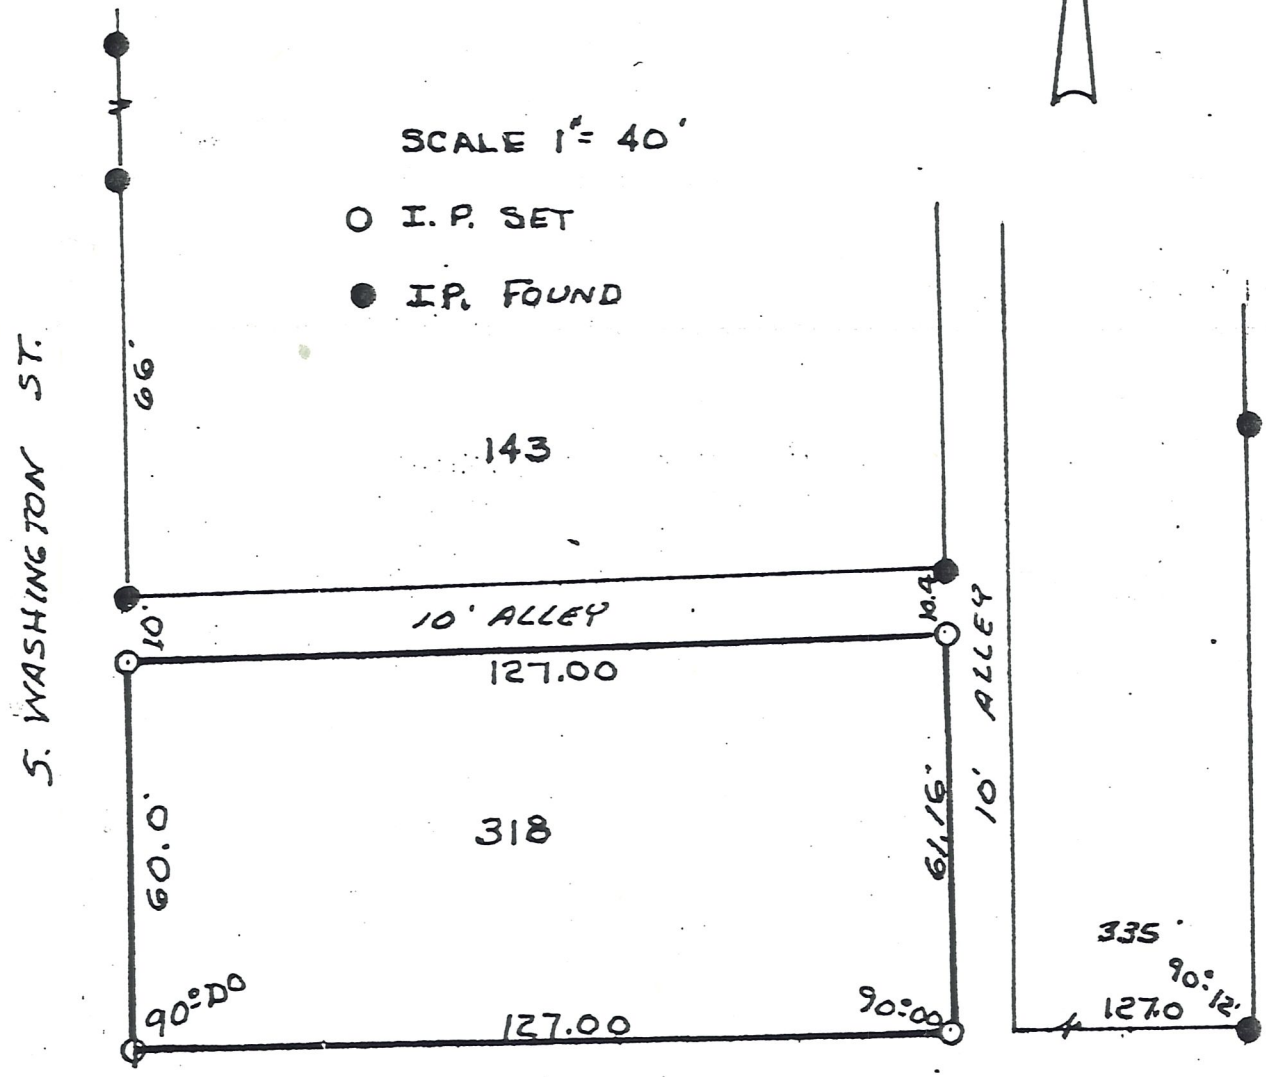 SCALE 1"= 40'
I. P. SET
I.P. FOUND
66'
S. WASHINGTON ST.
143
10'
10' ALLEY
10.4
127.00
10' ALLEY
60.0'
318
61.16'
335'
90°00
127.00
90°:00
127.0
90°:12'